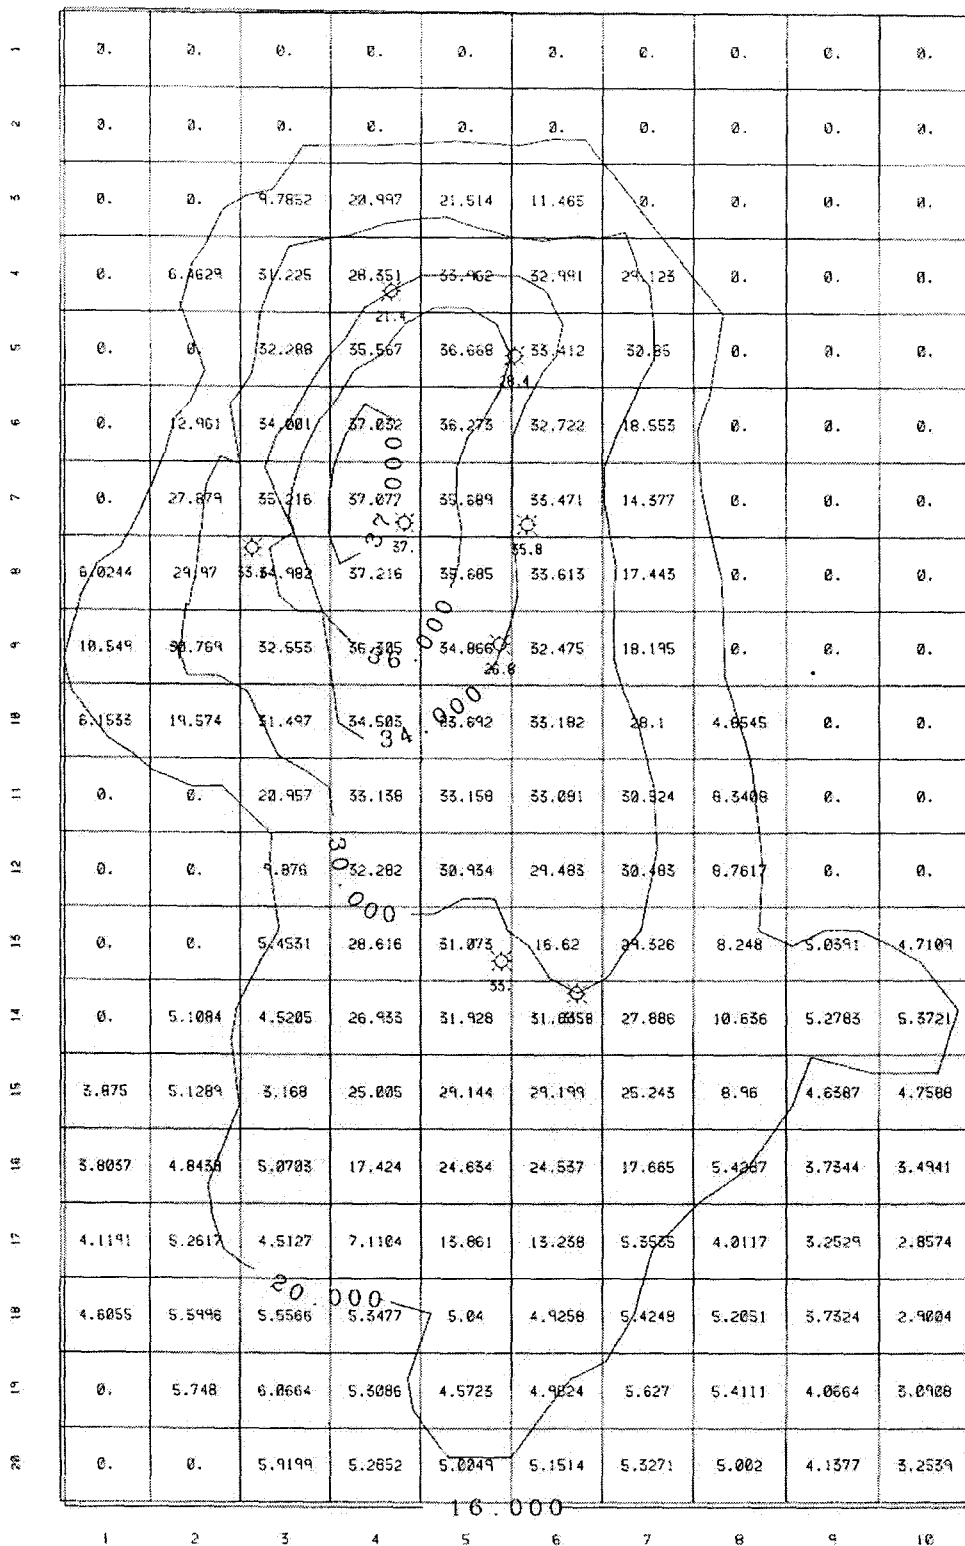 1 0. 0. 0. 0. 0. 0. 0. 0. 0. 0.
2 0. 0. 0. 0. 0. 0. 0. 0. 0. 0.
3 0. 0. 9.7852 20.997 21.514 11.465 0. 0. 0. 0.
4 0. 6.4629 31.225 28.351 33.962 32.991 29.123 0. 0. 0.
21.4
5 0. 0. 32.288 35.567 36.668 33.412 30.85 0. 0. 0.
28.4
6 0. 12.961 34.001 37.032 36.273 32.722 18.553 0. 0. 0.
37.000
7 0. 27.879 35.216 37.077 35.689 33.471 14.377 0. 0. 0.
37. 35.8
8 6.0244 29.97 34.982 37.216 35.685 33.613 17.443 0. 0. 0.
36.000
9 10.549 30.769 32.553 36.305 34.866 32.475 18.195 0. 0. 0.
26.8
34.000
10 6.1533 19.574 31.497 34.503 33.692 33.182 28.1 4.8545 0. 0.
11 0. 0. 20.957 33.138 33.158 33.081 30.324 8.3408 0. 0.
30.000
12 0. 0. 9.876 32.282 30.934 29.483 30.483 8.7617 0. 0.
13 0. 0. 5.4531 28.616 31.073 16.62 29.326 8.248 5.0391 4.7109
33.
14 0. 5.1084 4.5205 26.933 31.928 27.886 10.636 5.2783 5.3721
15 3.875 5.1289 3.168 25.005 29.144 29.199 25.243 8.96 4.6387 4.7588
16 3.8037 4.8438 5.0703 17.424 24.634 24.537 17.665 5.4287 3.7344 3.4941
17 4.1191 5.2617 4.5127 7.1104 13.861 13.238 5.3535 4.0117 3.2529 2.8574
20.000
18 4.6055 5.5996 5.5566 5.3477 5.04 4.9258 5.4248 5.2051 3.7324 2.9004
19 0. 5.748 6.0664 5.3086 4.5723 4.9824 5.627 5.4111 4.0664 3.0908
20 0. 0. 5.9199 5.2852 5.0049 5.1514 5.3271 5.002 4.1377 3.2539
16.000
1 2 3 4 5 6 7 8 9 10